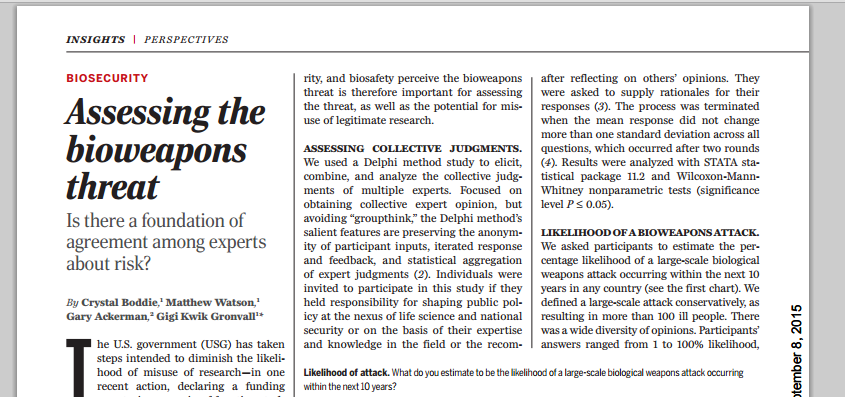 INSIGHTS | PERSPECTIVES
BIOSECURITY
Assessing the
bioweapons
threat
Is there a foundation of
agreement among experts
about risk?
By Crystal Boddie,¹ Matthew Watson,¹
Gary Ackerman,² Gigi Kwik Gronvall¹*
The U.S. government (USG) has taken
steps intended to diminish the likeli-
hood of misuse of research—in one
recent action, declaring a funding
rity, and biosafety perceive the bioweapons
threat is therefore important for assessing
the threat, as well as the potential for mis-
use of legitimate research.
ASSESSING COLLECTIVE JUDGMENTS.
We used a Delphi method study to elicit,
combine, and analyze the collective judg-
ments of multiple experts. Focused on
obtaining collective expert opinion, but
avoiding “groupthink,” the Delphi method’s
salient features are preserving the anonym-
ity of participant inputs, iterated response
and feedback, and statistical aggregation
of expert judgments (2). Individuals were
invited to participate in this study if they
held responsibility for shaping public pol-
icy at the nexus of life science and national
security or on the basis of their expertise
and knowledge in the field or the recom-
after reflecting on others’ opinions. They
were asked to supply rationales for their
responses (3). The process was terminated
when the mean response did not change
more than one standard deviation across all
questions, which occurred after two rounds
(4). Results were analyzed with STATA sta-
tistical package 11.2 and Wilcoxon-Mann-
Whitney nonparametric tests (significance
level P ≤ 0.05).
LIKELIHOOD OF A BIOWEAPONS ATTACK.
We asked participants to estimate the per-
centage likelihood of a large-scale biological
weapons attack occurring within the next 10
years in any country (see the first chart). We
defined a large-scale attack conservatively, as
resulting in more than 100 ill people. There
was a wide diversity of opinions. Participants’
answers ranged from 1 to 100% likelihood,
Likelihood of attack. What do you estimate to be the likelihood of a large-scale biological weapons attack occurring
within the next 10 years?
ptember 8, 2015